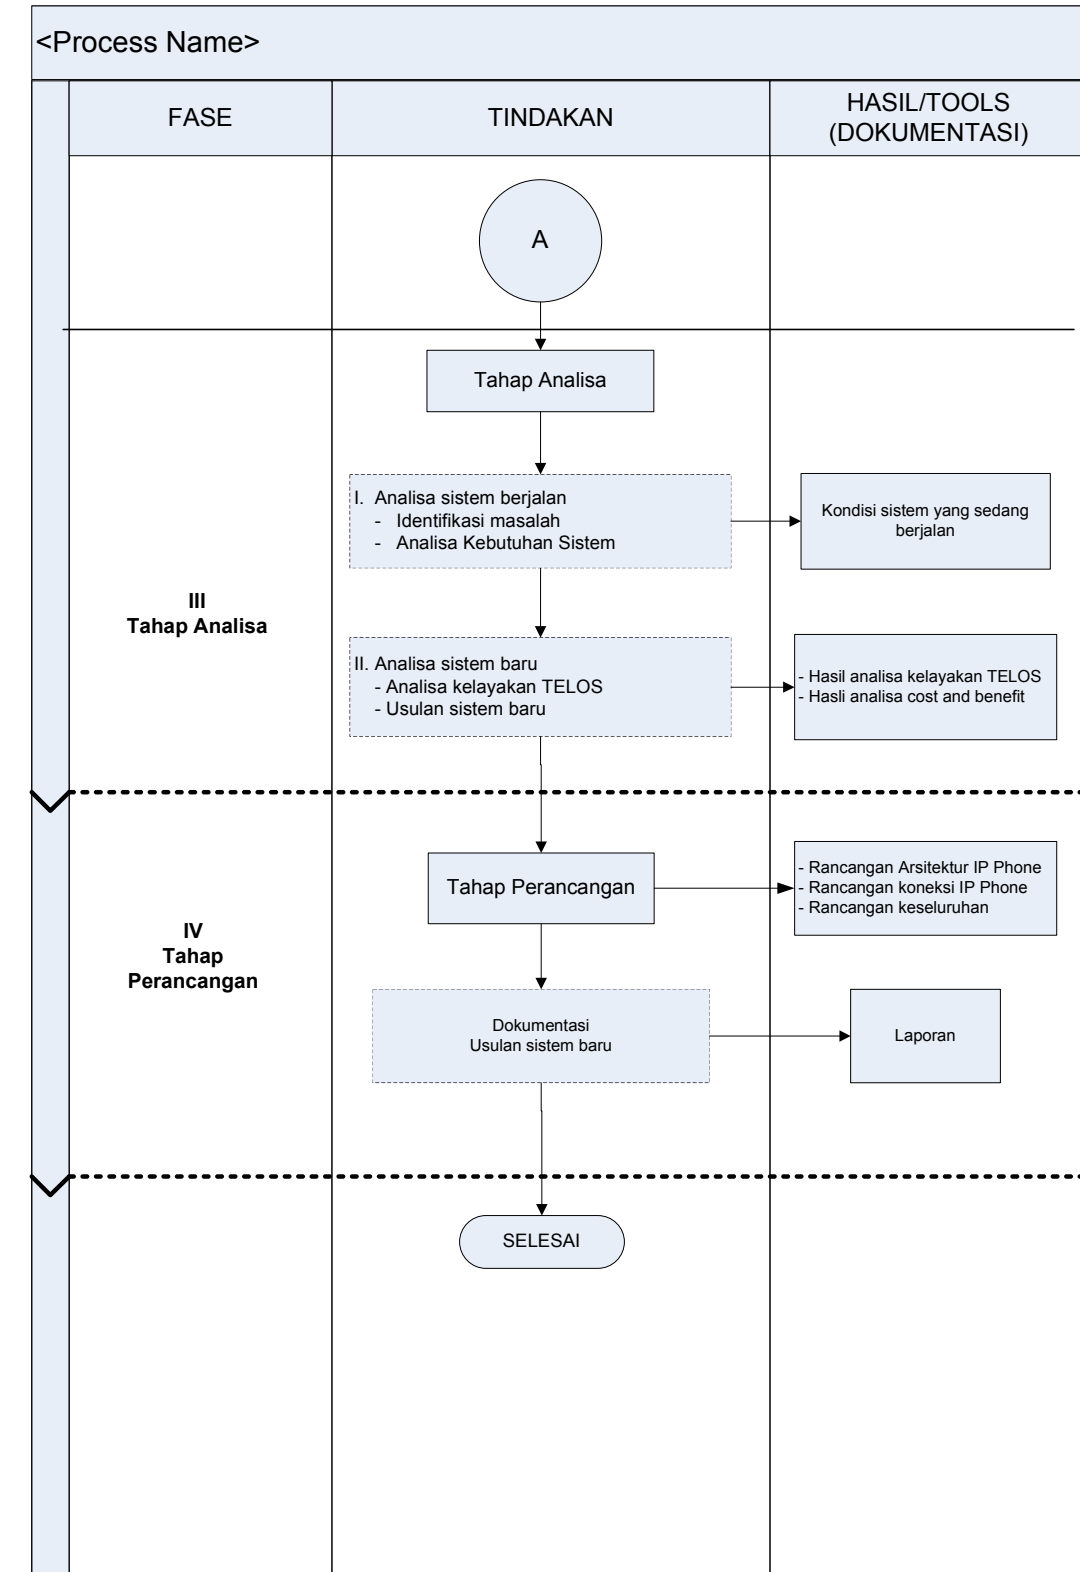 <Process Name>
FASE
TINDAKAN
HASIL/TOOLS
(DOKUMENTASI)
A
Tahap Analisa
I. Analisa sistem berjalan
- Identifikasi masalah
- Analisa Kebutuhan Sistem
Kondisi sistem yang sedang
berjalan
III
Tahap Analisa
II. Analisa sistem baru
- Analisa kelayakan TELOS
- Usulan sistem baru
- Hasil analisa kelayakan TELOS
- Hasli analisa cost and benefit
Tahap Perancangan
- Rancangan Arsitektur IP Phone
- Rancangan koneksi IP Phone
- Rancangan keseluruhan
IV
Tahap
Perancangan
Dokumentasi
Usulan sistem baru
Laporan
SELESAI